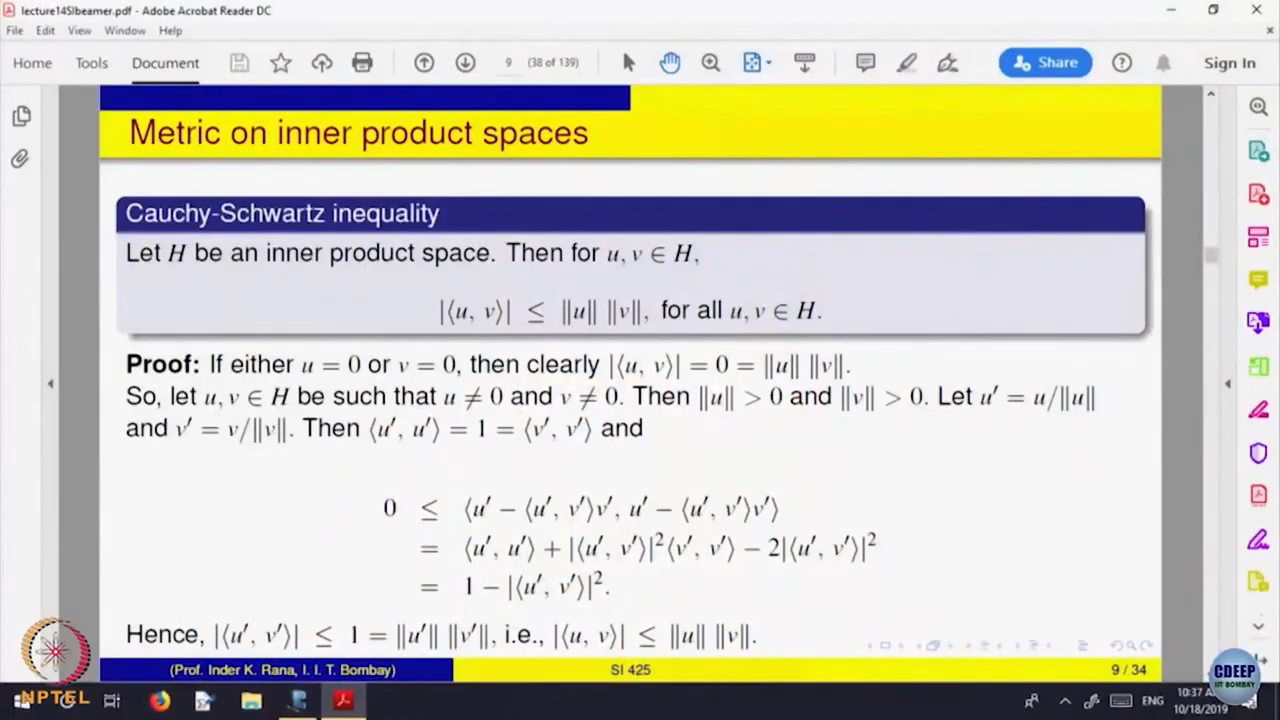 lecture14SIbeamer.pdf - Adobe Acrobat Reader DC
File Edit View Window Help
Home Tools Document 9 (38 of 139) Share Sign In
Metric on inner product spaces
Cauchy-Schwartz inequality
Let H be an inner product space. Then for u, v ∈ H,
|⟨u, v⟩| ≤ ‖u‖ ‖v‖, for all u, v ∈ H.
Proof: If either u = 0 or v = 0, then clearly |⟨u, v⟩| = 0 = ‖u‖ ‖v‖.
So, let u, v ∈ H be such that u ≠ 0 and v ≠ 0. Then ‖u‖ > 0 and ‖v‖ > 0. Let u′ = u/‖u‖
and v′ = v/‖v‖. Then ⟨u′, u′⟩ = 1 = ⟨v′, v′⟩ and
0 ≤ ⟨u′ − ⟨u′, v′⟩v′, u′ − ⟨u′, v′⟩v′⟩
= ⟨u′, u′⟩ + |⟨u′, v′⟩|²⟨v′, v′⟩ − 2|⟨u′, v′⟩|²
= 1 − |⟨u′, v′⟩|².
Hence, |⟨u′, v′⟩| ≤ 1 = ‖u′‖ ‖v′‖, i.e., |⟨u, v⟩| ≤ ‖u‖ ‖v‖.
(Prof. Inder K. Rana, I. I. T. Bombay) SI 425 9 / 34
NPTEL
CDEEP
IIT BOMBAY
ENG
10:37
10/18/2019